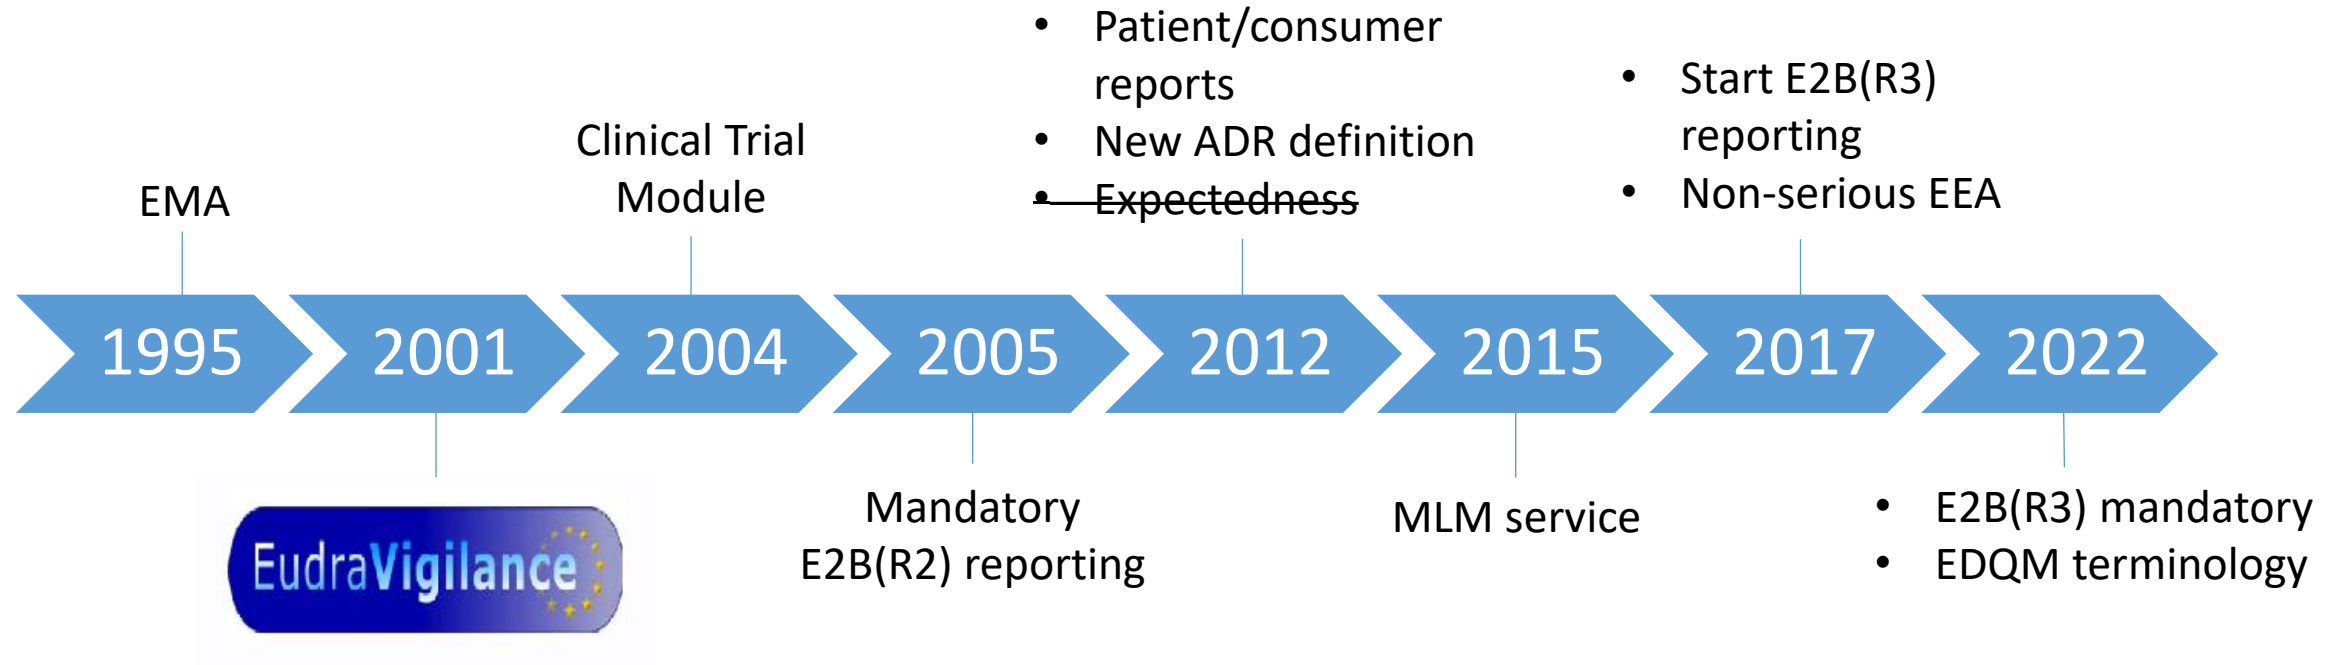 • Patient/consumer
reports
• New ADR definition
• Expectedness
• Start E2B(R3)
reporting
• Non-serious EEA
Clinical Trial
Module
EMA
1995
2001
2004
2005
2012
2015
2017
2022
EudraVigilance
Mandatory
E2B(R2) reporting
MLM service
• E2B(R3) mandatory
• EDQM terminology